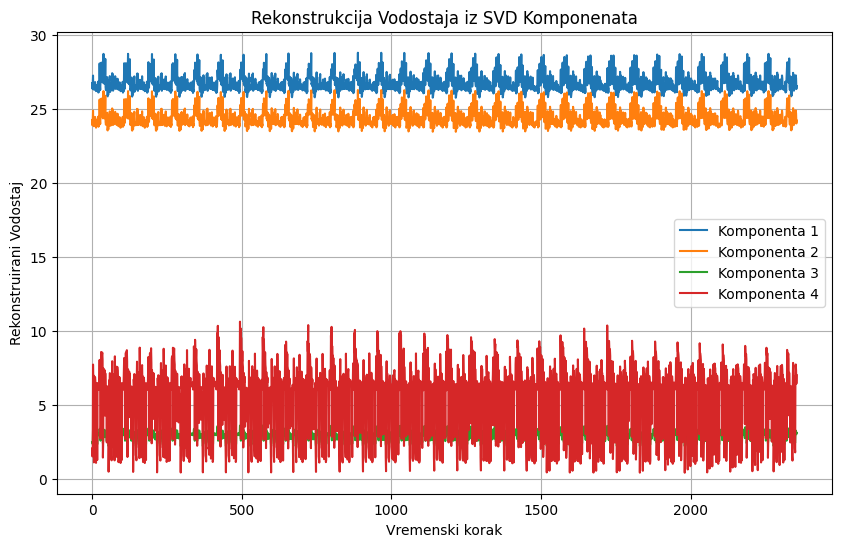 Rekonstrukcija Vodostaja iz SVD Komponenata
30
25
20
15
10
5
0
Rekonstruirani Vodostaj
Komponenta 1
Komponenta 2
Komponenta 3
Komponenta 4
0 500 1000 1500 2000
Vremenski korak